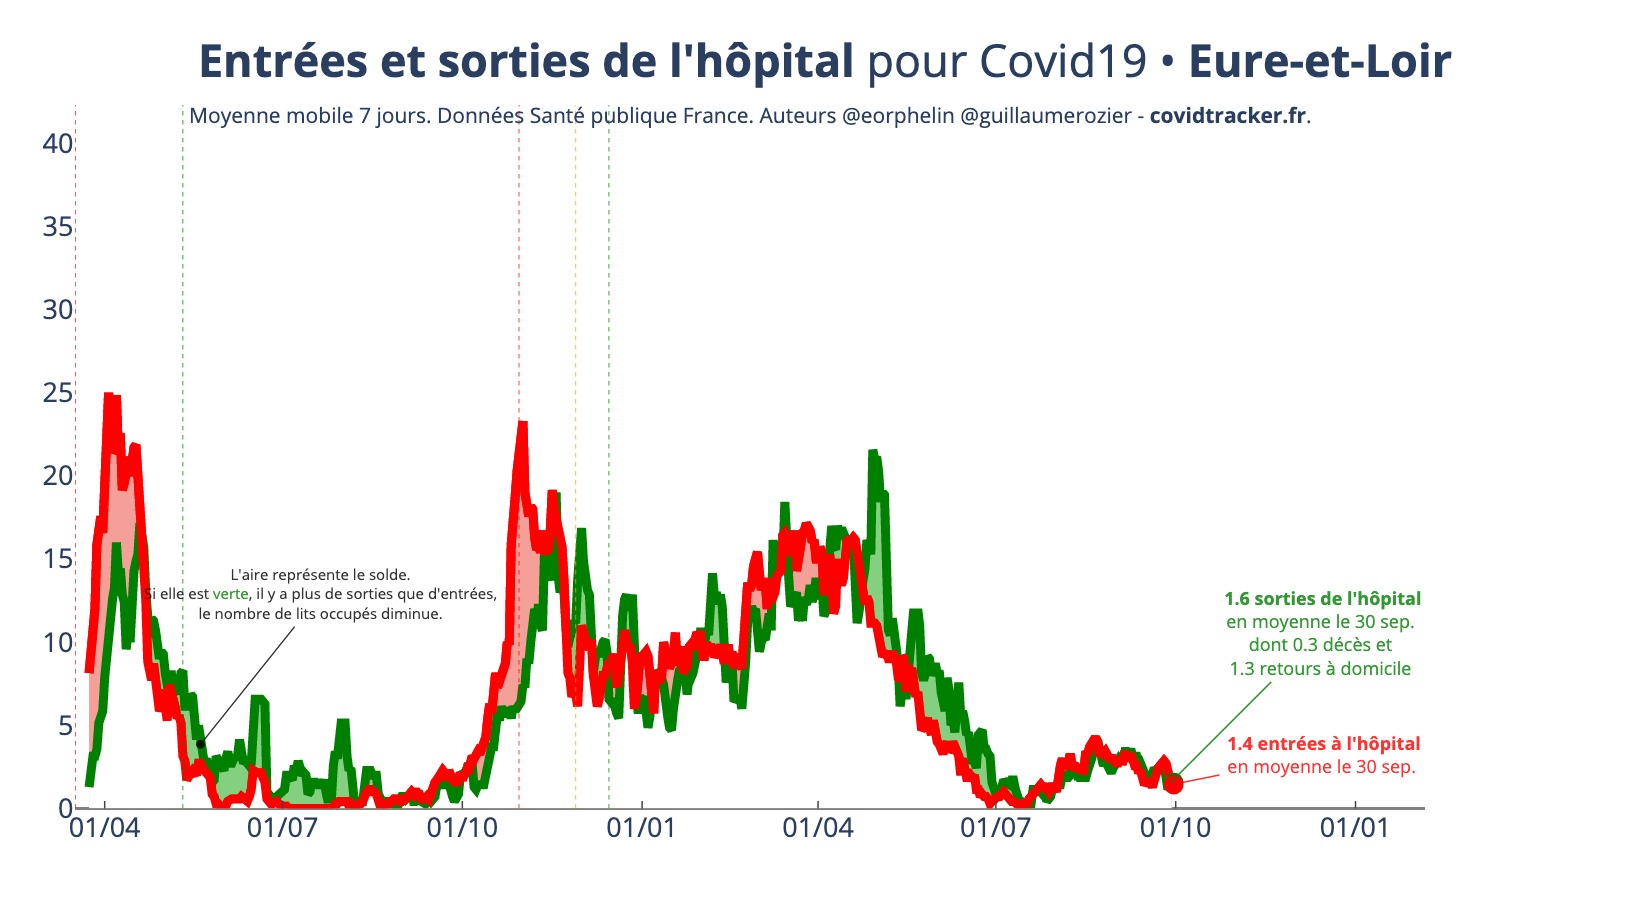 Entrées et sorties de l'hôpital pour Covid19 • Eure-et-Loir
Moyenne mobile 7 jours. Données Santé publique France. Auteurs @eorphelin @guillaumerozier - covidtracker.fr.
40
35
30
25
20
15
10
5
0
L'aire représente le solde.
Si elle est verte, il y a plus de sorties que d'entrées,
le nombre de lits occupés diminue.
1.6 sorties de l'hôpital
en moyenne le 30 sep.
dont 0.3 décès et
1.3 retours à domicile
1.4 entrées à l'hôpital
en moyenne le 30 sep.
01/04 01/07 01/10 01/01 01/04 01/07 01/10 01/01